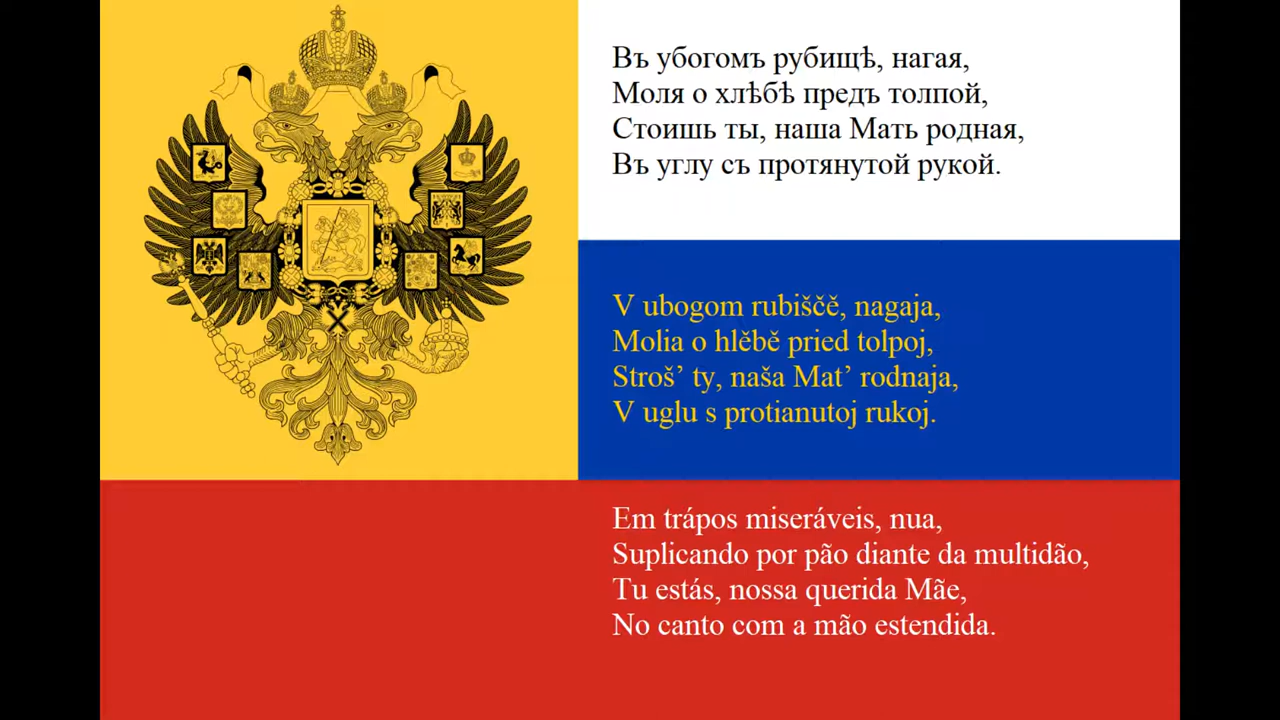 Въ убогомъ рубищѣ, нагая,
Моля о хлѣбѣ предъ толпой,
Стоишь ты, наша Мать родная,
Въ углу съ протянутой рукой.
V ubogom rubiščě, nagaja,
Molia o hlěbě pried tolpoj,
Stroš’ ty, naša Mat’ rodnaja,
V uglu s protianutoj rukoj.
Em trápos miseráveis, nua,
Suplicando por pão diante da multidão,
Tu estás, nossa querida Mãe,
No canto com a mão estendida.